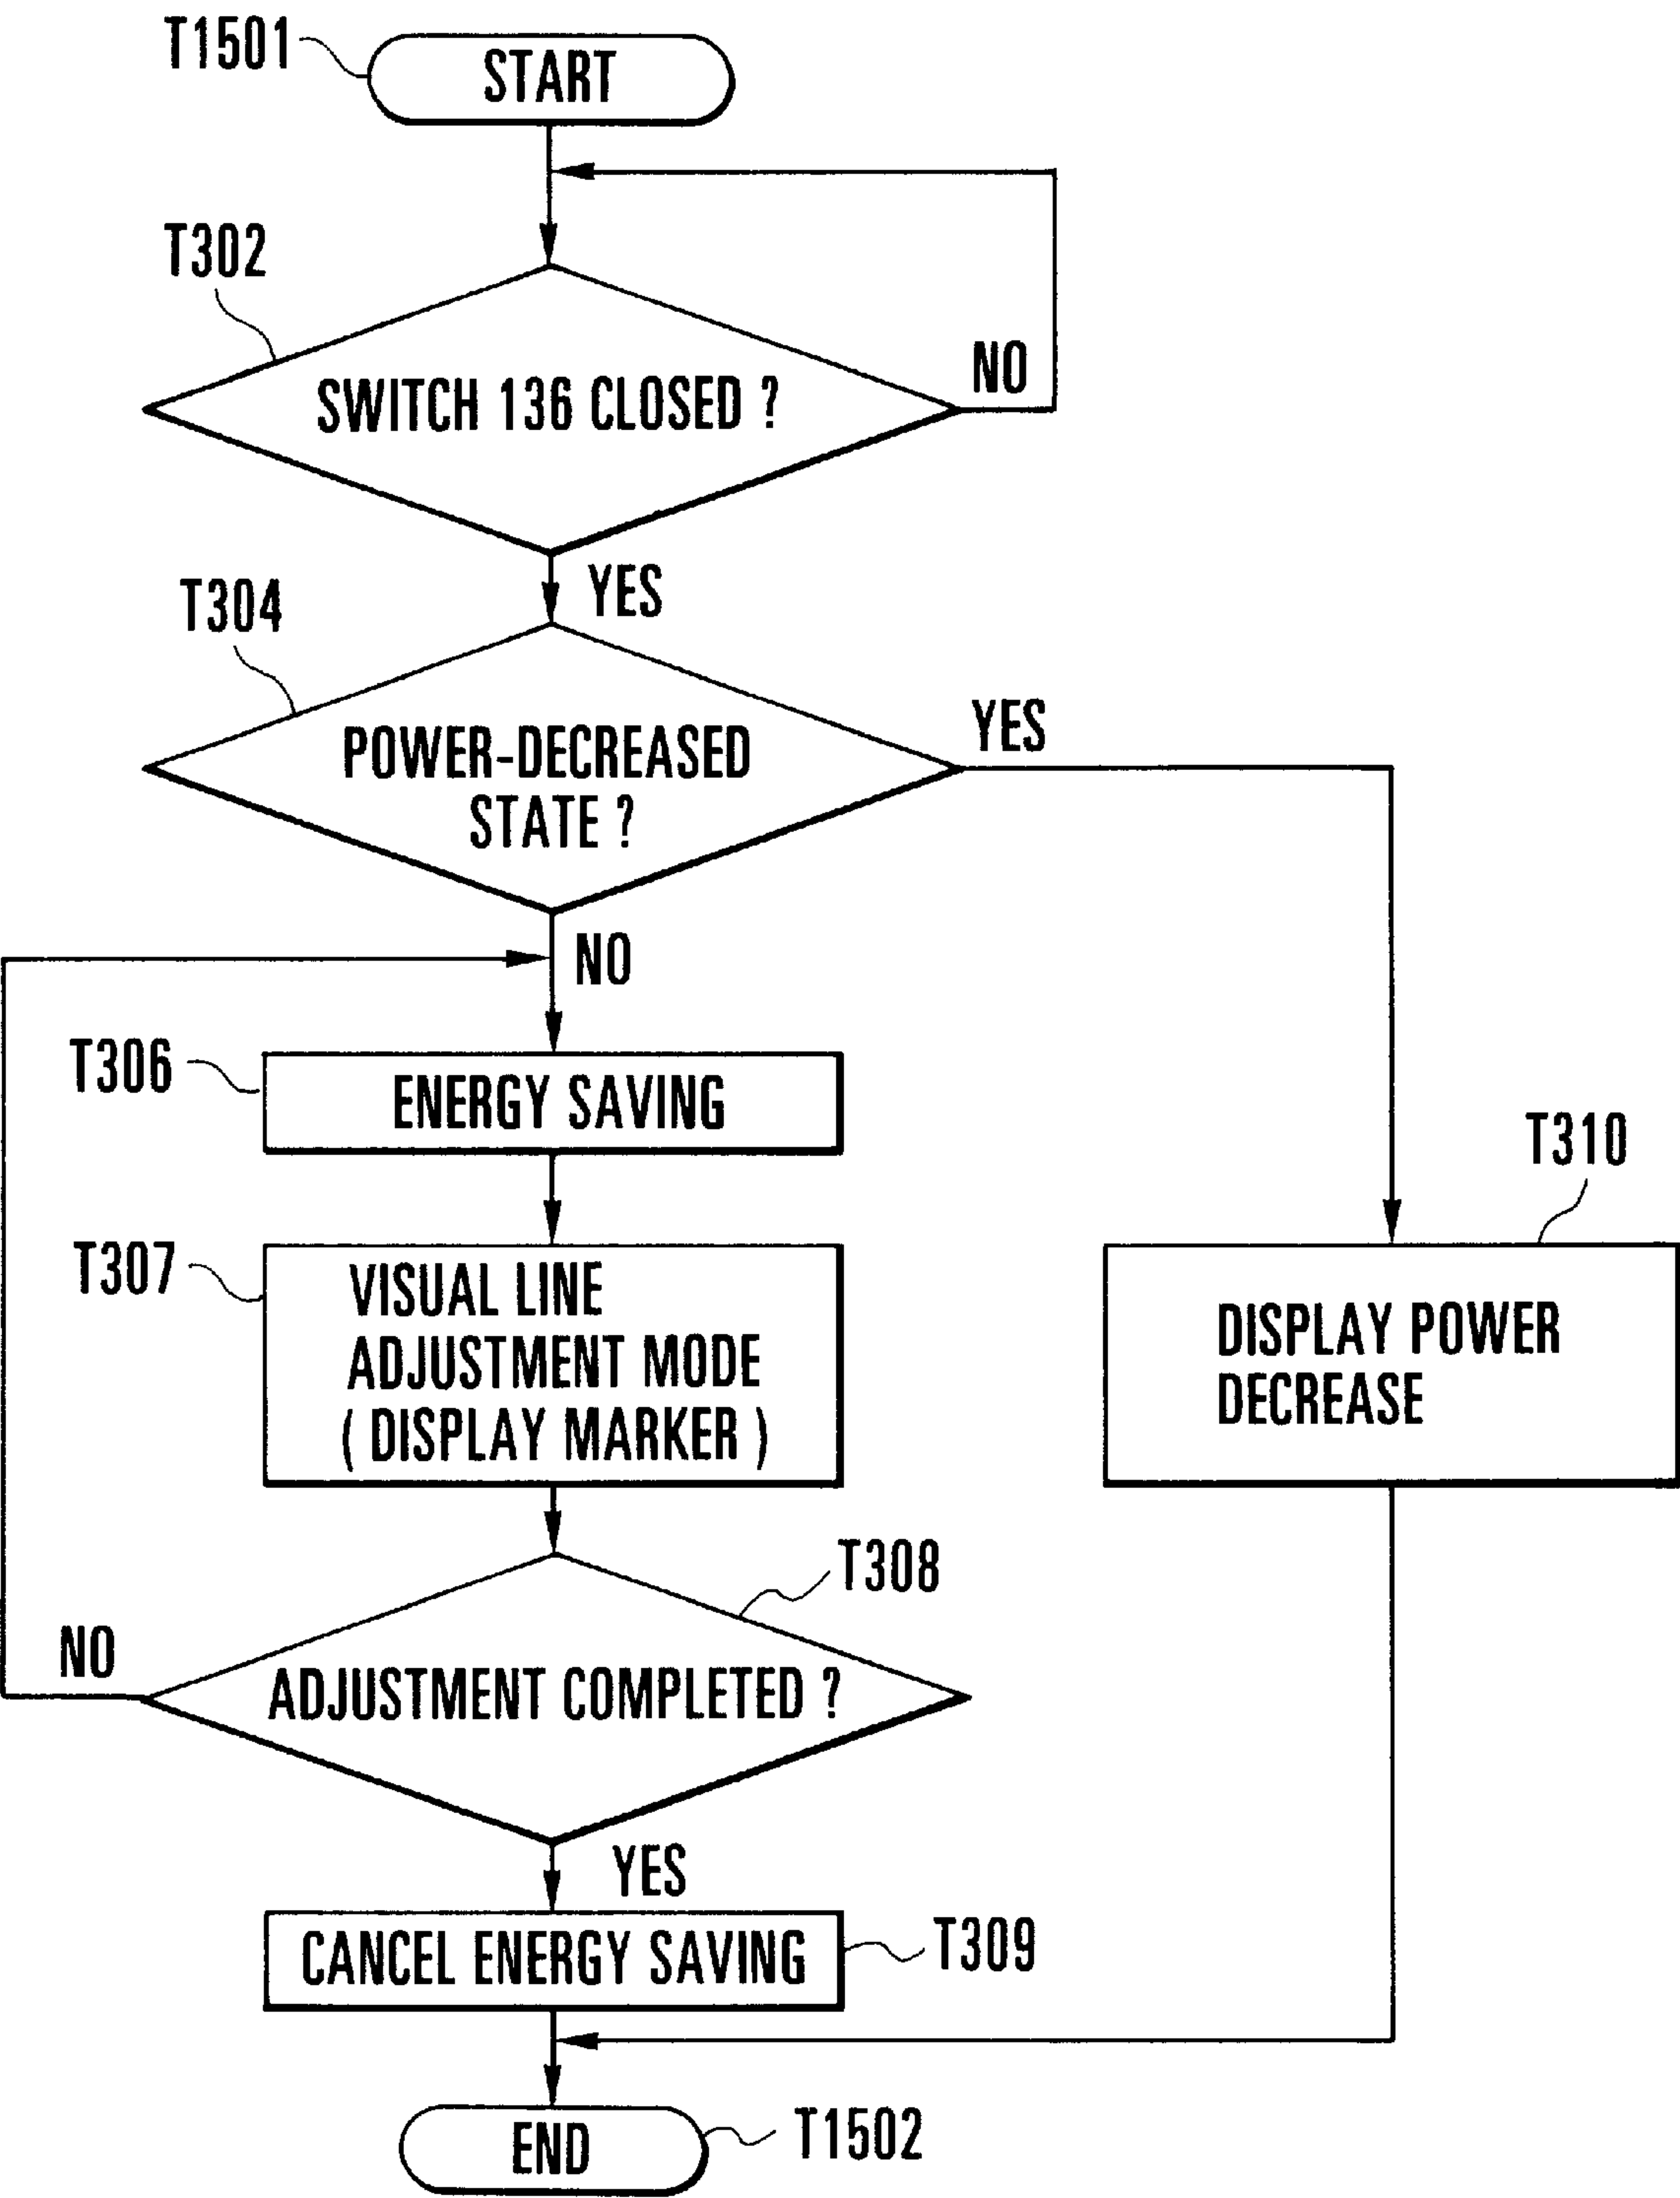 T1501
START
T302
SWITCH 136 CLOSED ?
NO
YES
T304
POWER-DECREASED
STATE ?
YES
NO
T306
ENERGY SAVING
T307
VISUAL LINE
ADJUSTMENT MODE
( DISPLAY MARKER )
T310
DISPLAY POWER
DECREASE
T308
ADJUSTMENT COMPLETED ?
NO
YES
CANCEL ENERGY SAVING
T309
END
T1502